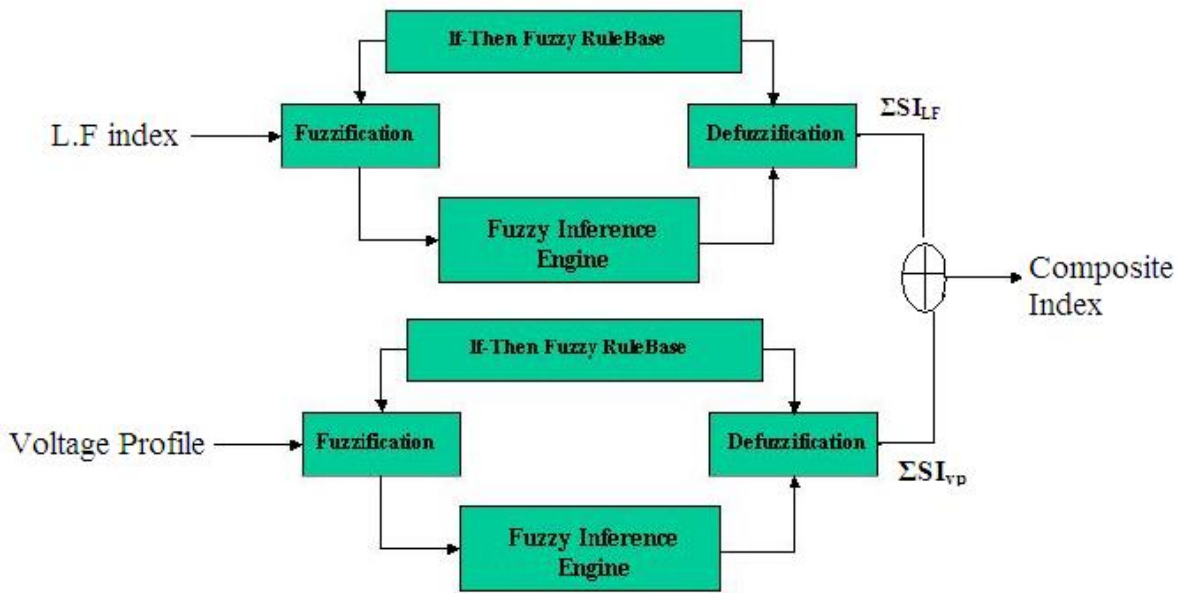 If-Then Fuzzy RuleBase
L.F index
Fuzzification
Defuzzification
ΣSI_LF
Fuzzy Inference
Engine
Composite
Index
If-Then Fuzzy RuleBase
Voltage Profile
Fuzzification
Defuzzification
ΣSI_vp
Fuzzy Inference
Engine